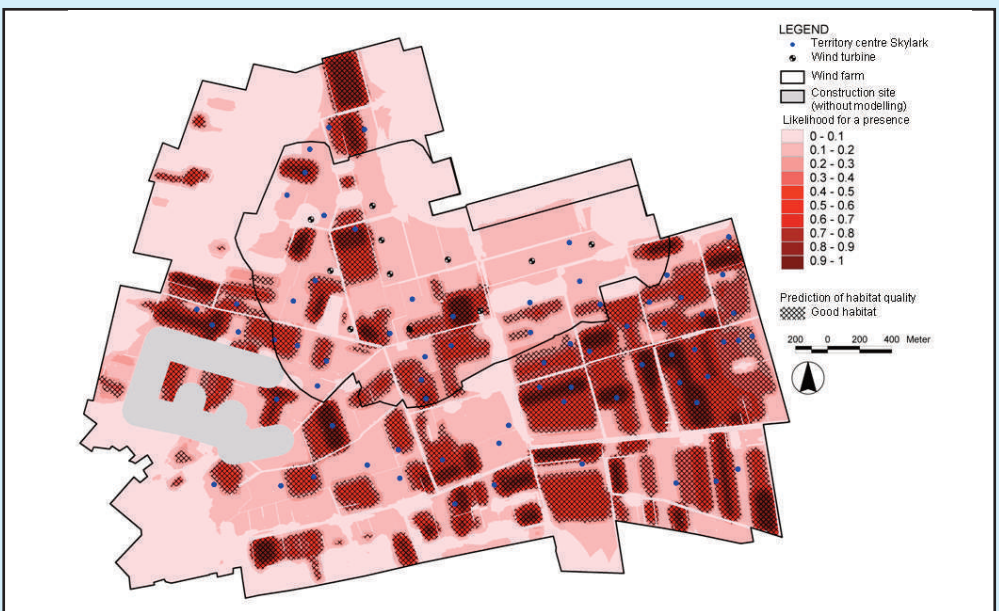 LEGEND
Territory centre Skylark
Wind turbine
Wind farm
Construction site
(without modelling)
Likelihood for a presence
0 - 0.1
0.1 - 0.2
0.2 - 0.3
0.3 - 0.4
0.4 - 0.5
0.5 - 0.6
0.6 - 0.7
0.7 - 0.8
0.8 - 0.9
0.9 - 1
Prediction of habitat quality
Good habitat
200 0 200 400 Meter